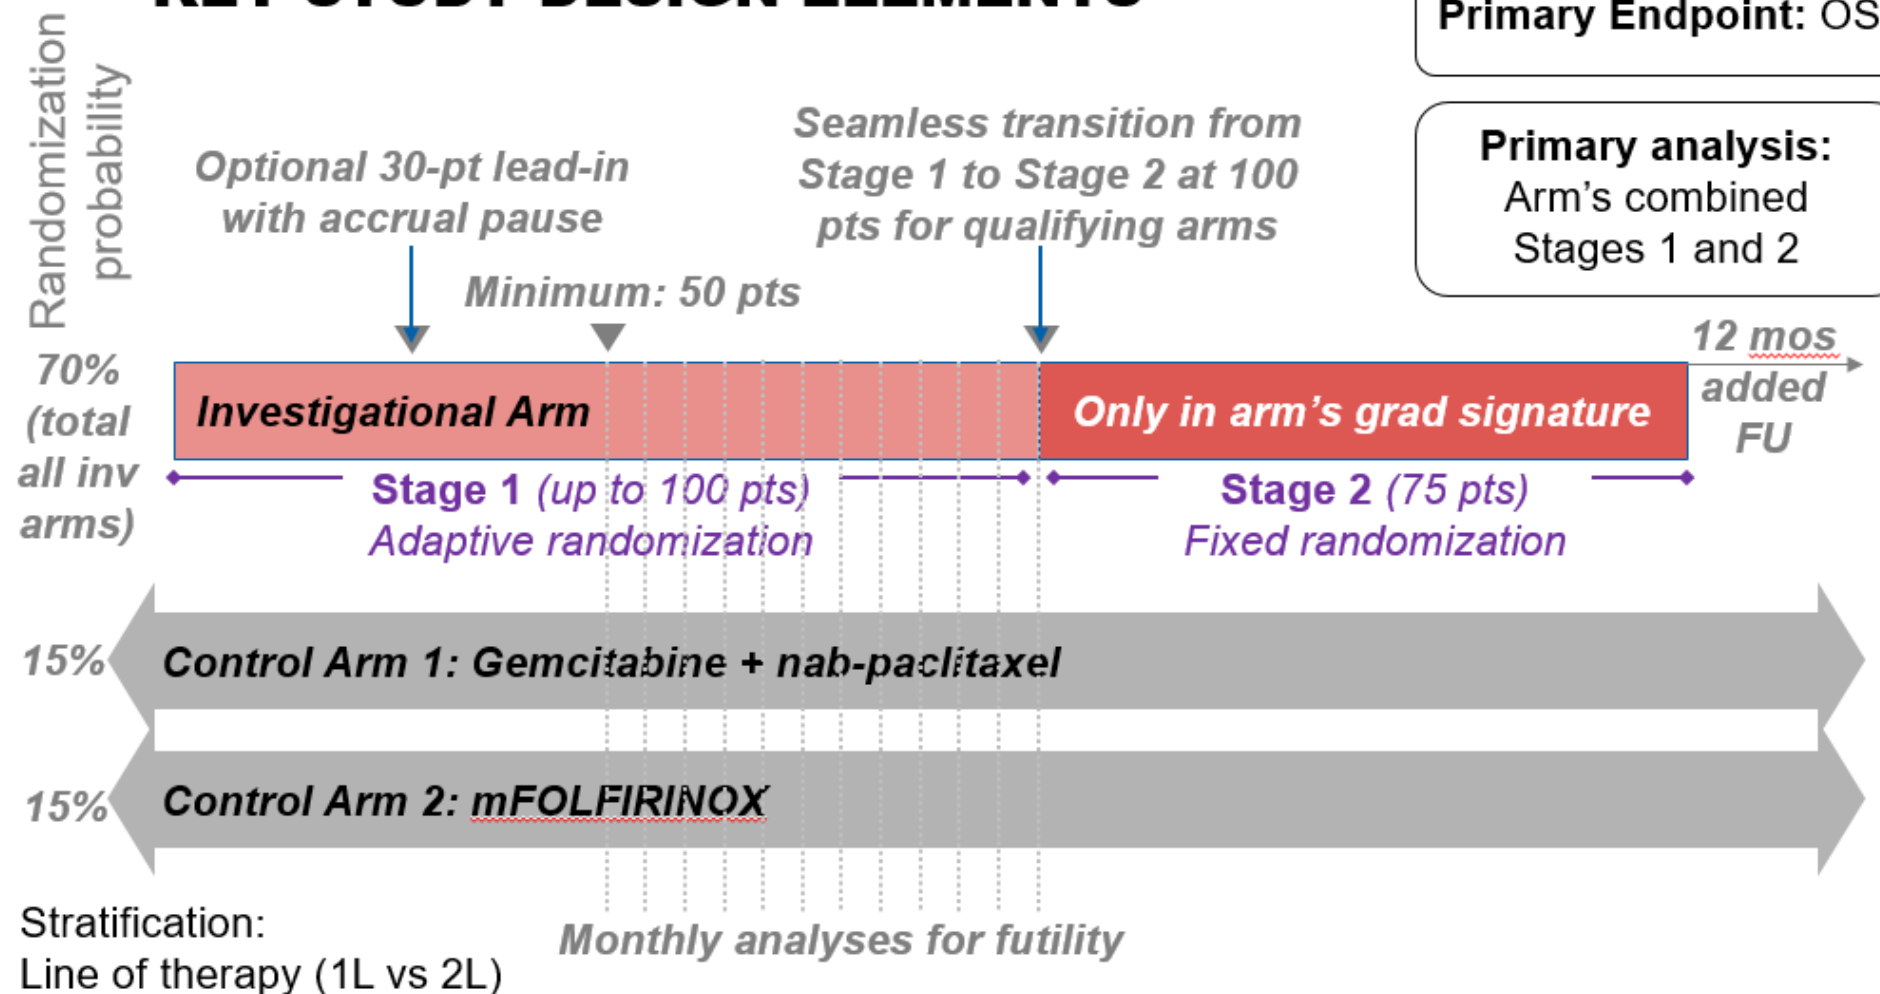 KEY STUDY DESIGN ELEMENTS
Primary Endpoint: OS
Randomization
probability
Optional 30-pt lead-in
with accrual pause
Seamless transition from
Stage 1 to Stage 2 at 100
pts for qualifying arms
Primary analysis:
Arm’s combined
Stages 1 and 2
Minimum: 50 pts
12 mos
added
FU
70%
(total
all inv
arms)
Investigational Arm
Only in arm’s grad signature
Stage 1 (up to 100 pts)
Adaptive randomization
Stage 2 (75 pts)
Fixed randomization
15%
Control Arm 1: Gemcitabine + nab-paclitaxel
15%
Control Arm 2: mFOLFIRINOX
Monthly analyses for futility
Stratification:
Line of therapy (1L vs 2L)